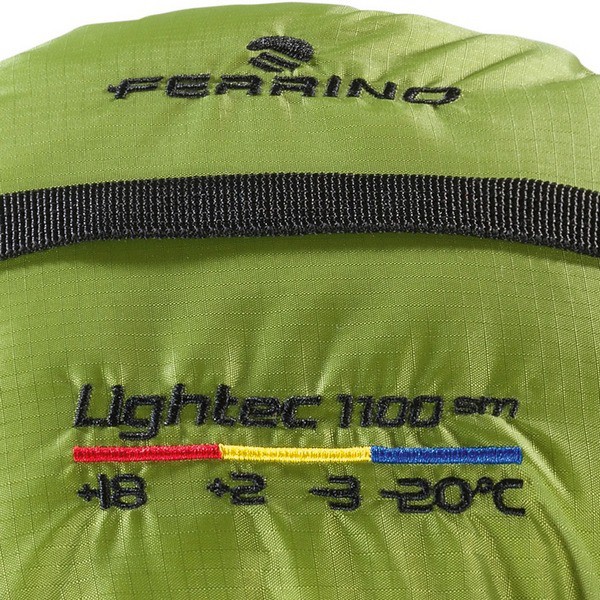 FERRINO
Lightec 1100 sm
+18 +2 -3 -20°C